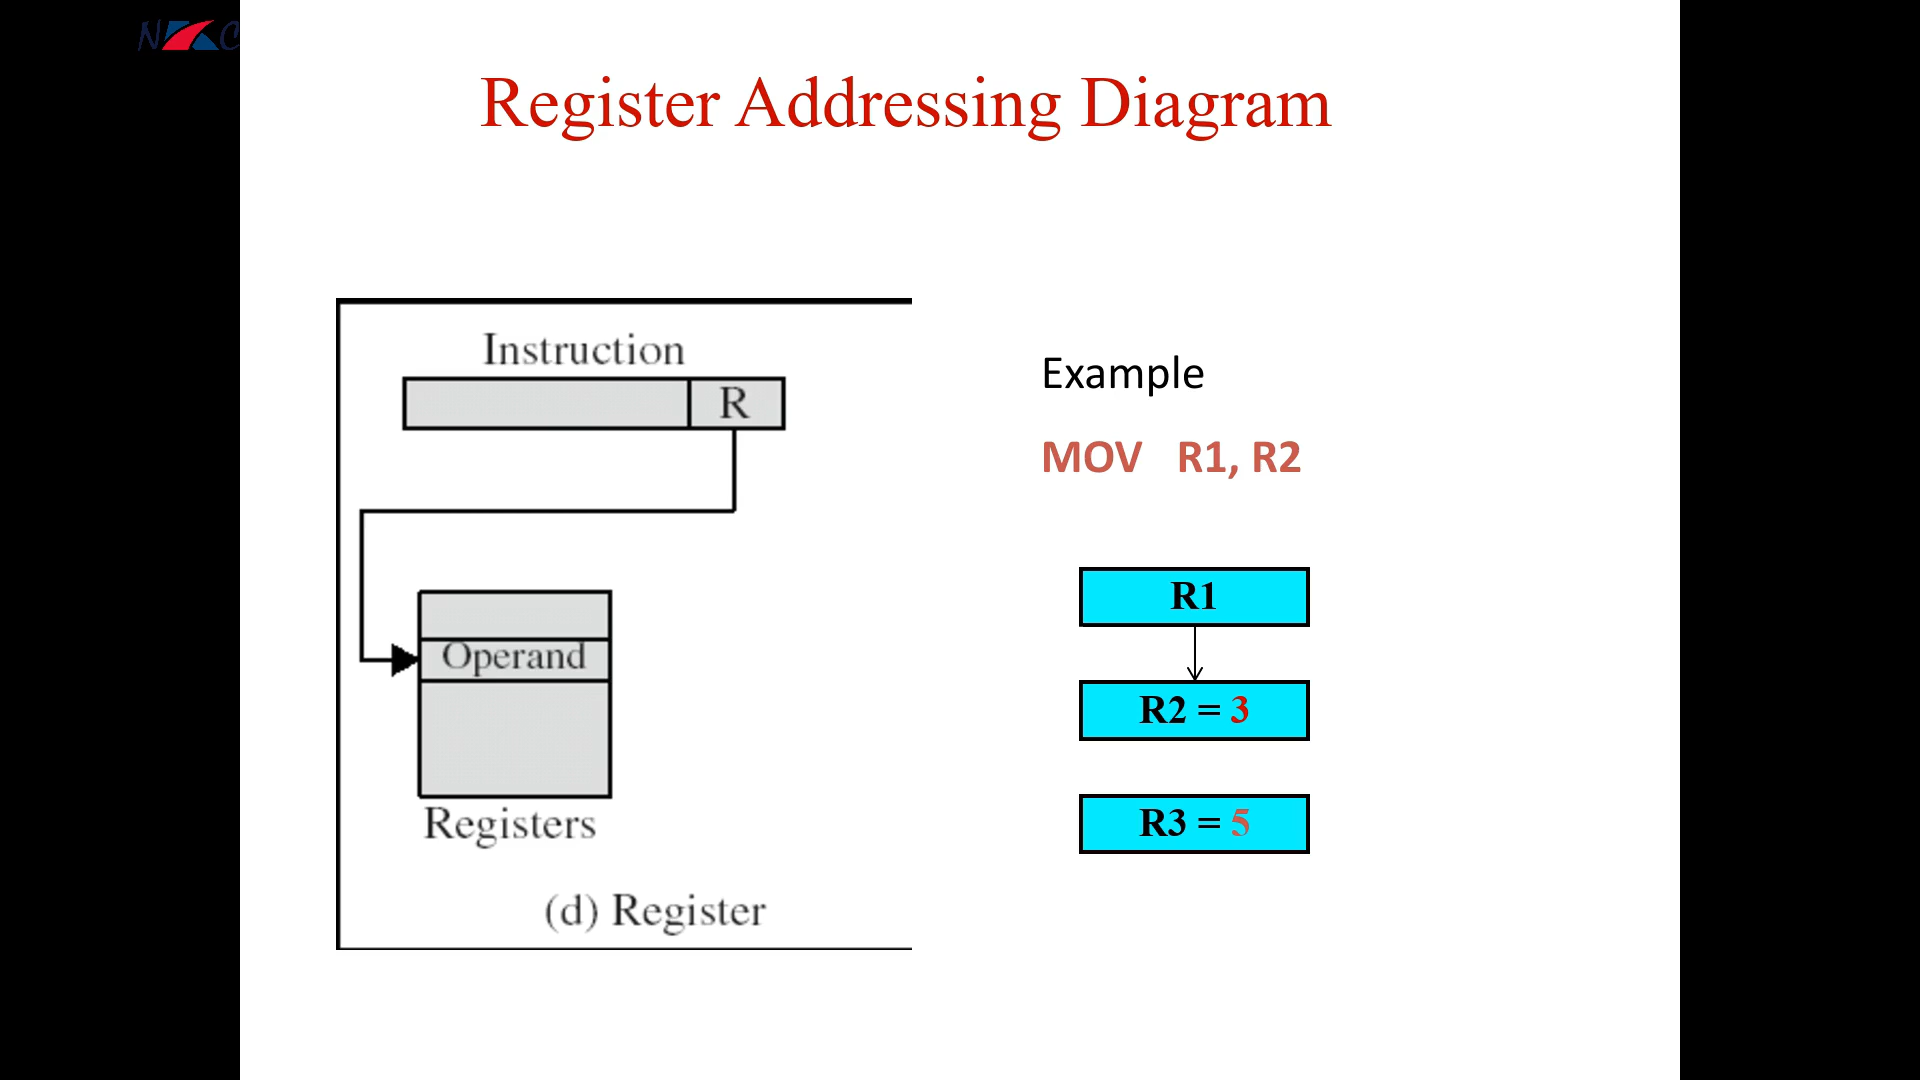 Register Addressing Diagram
Instruction
R
Operand
Registers
(d) Register
Example
MOV R1, R2
R1
R2 = 3
R3 = 5